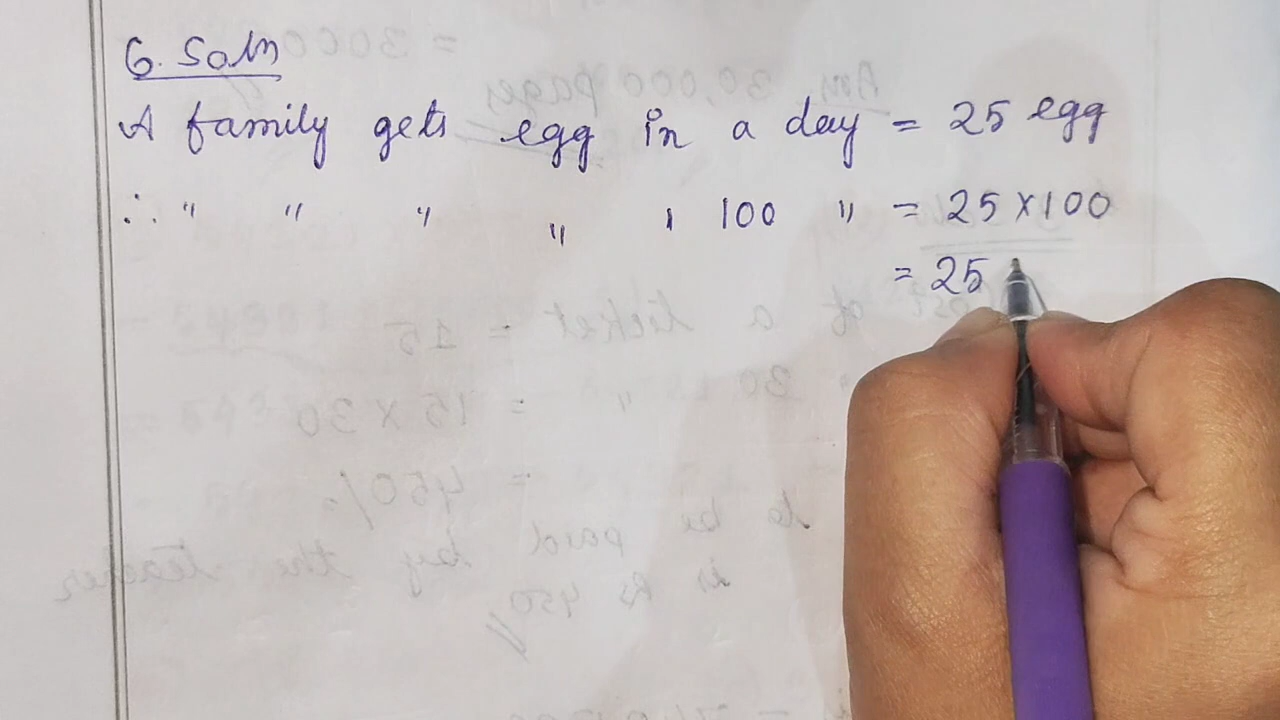 6. Soln
A family gets egg in a day = 25 egg
∴ " " " " ' 100 " = 25 × 100
= 25